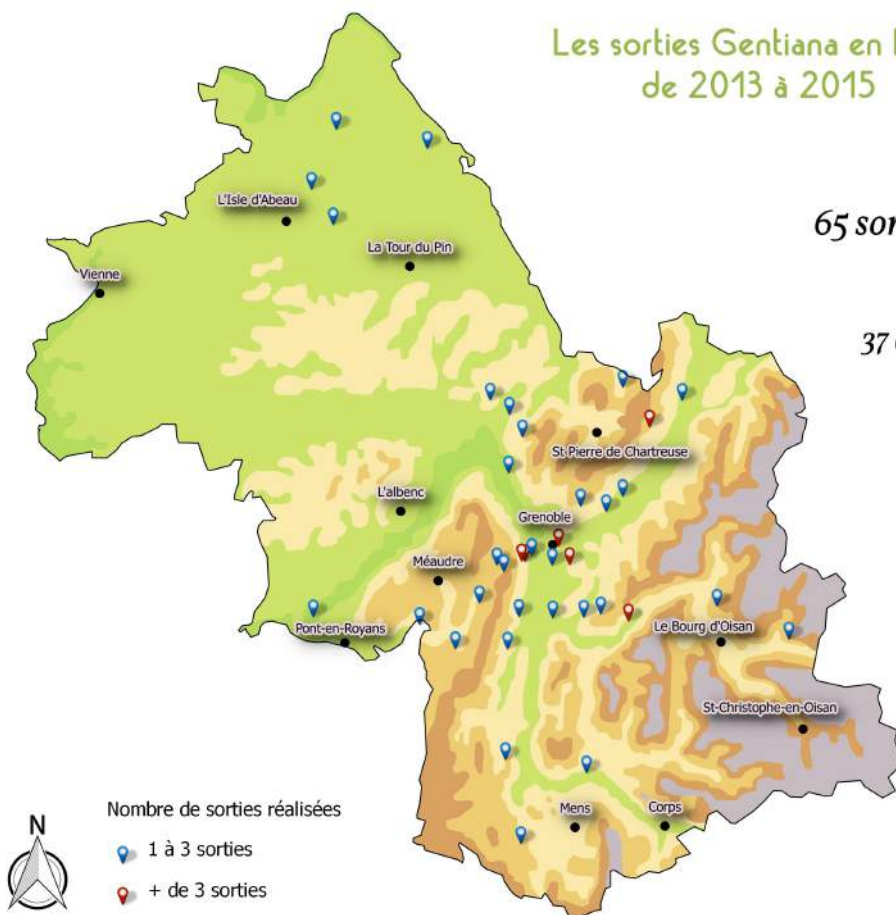 Les sorties Gentiana en
de 2013 à 2015
65
37
L'Isle d'Abeau
La Tour du Pin
Vienne
St Pierre de Chartreuse
L'albenc
Grenoble
Méaudre
Pont-en-Royans
Le Bourg d'Oisan
St-Christophe-en-Oisan
Mens
Corps
Nombre de sorties réalisées
1 à 3 sorties
+ de 3 sorties
N